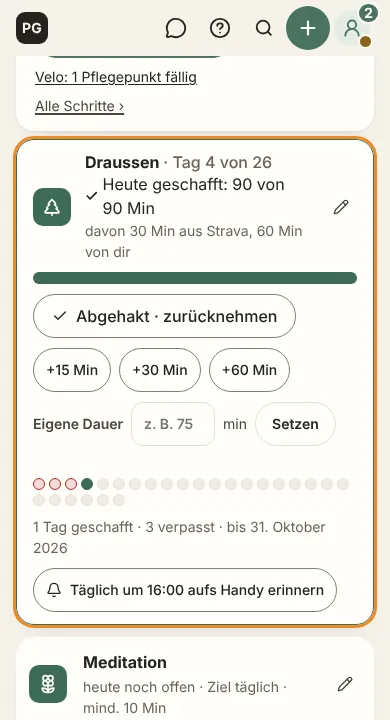 PG
2
Velo: 1 Pflegepunkt fällig
Alle Schritte ›
Draussen · Tag 4 von 26
Heute geschafft: 90 von
90 Min
davon 30 Min aus Strava, 60 Min
von dir
Abgehakt · zurücknehmen
+15 Min +30 Min +60 Min
Eigene Dauer z. B. 75 min Setzen
1 Tag geschafft · 3 verpasst · bis 31. Oktober
2026
Täglich um 16:00 aufs Handy erinnern
Meditation
heute noch offen · Ziel täglich ·
mind. 10 Min